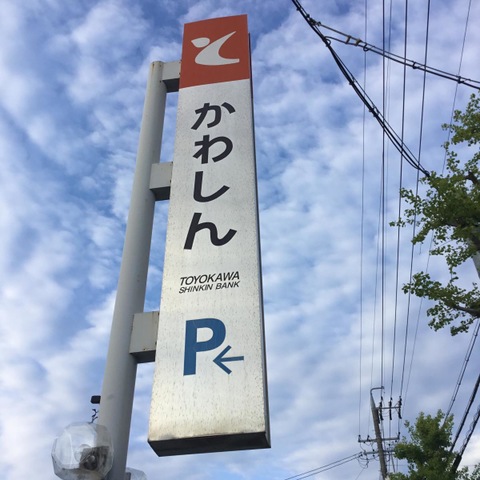 かわしん
TOYOKAWA
SHINKIN BANK
P←